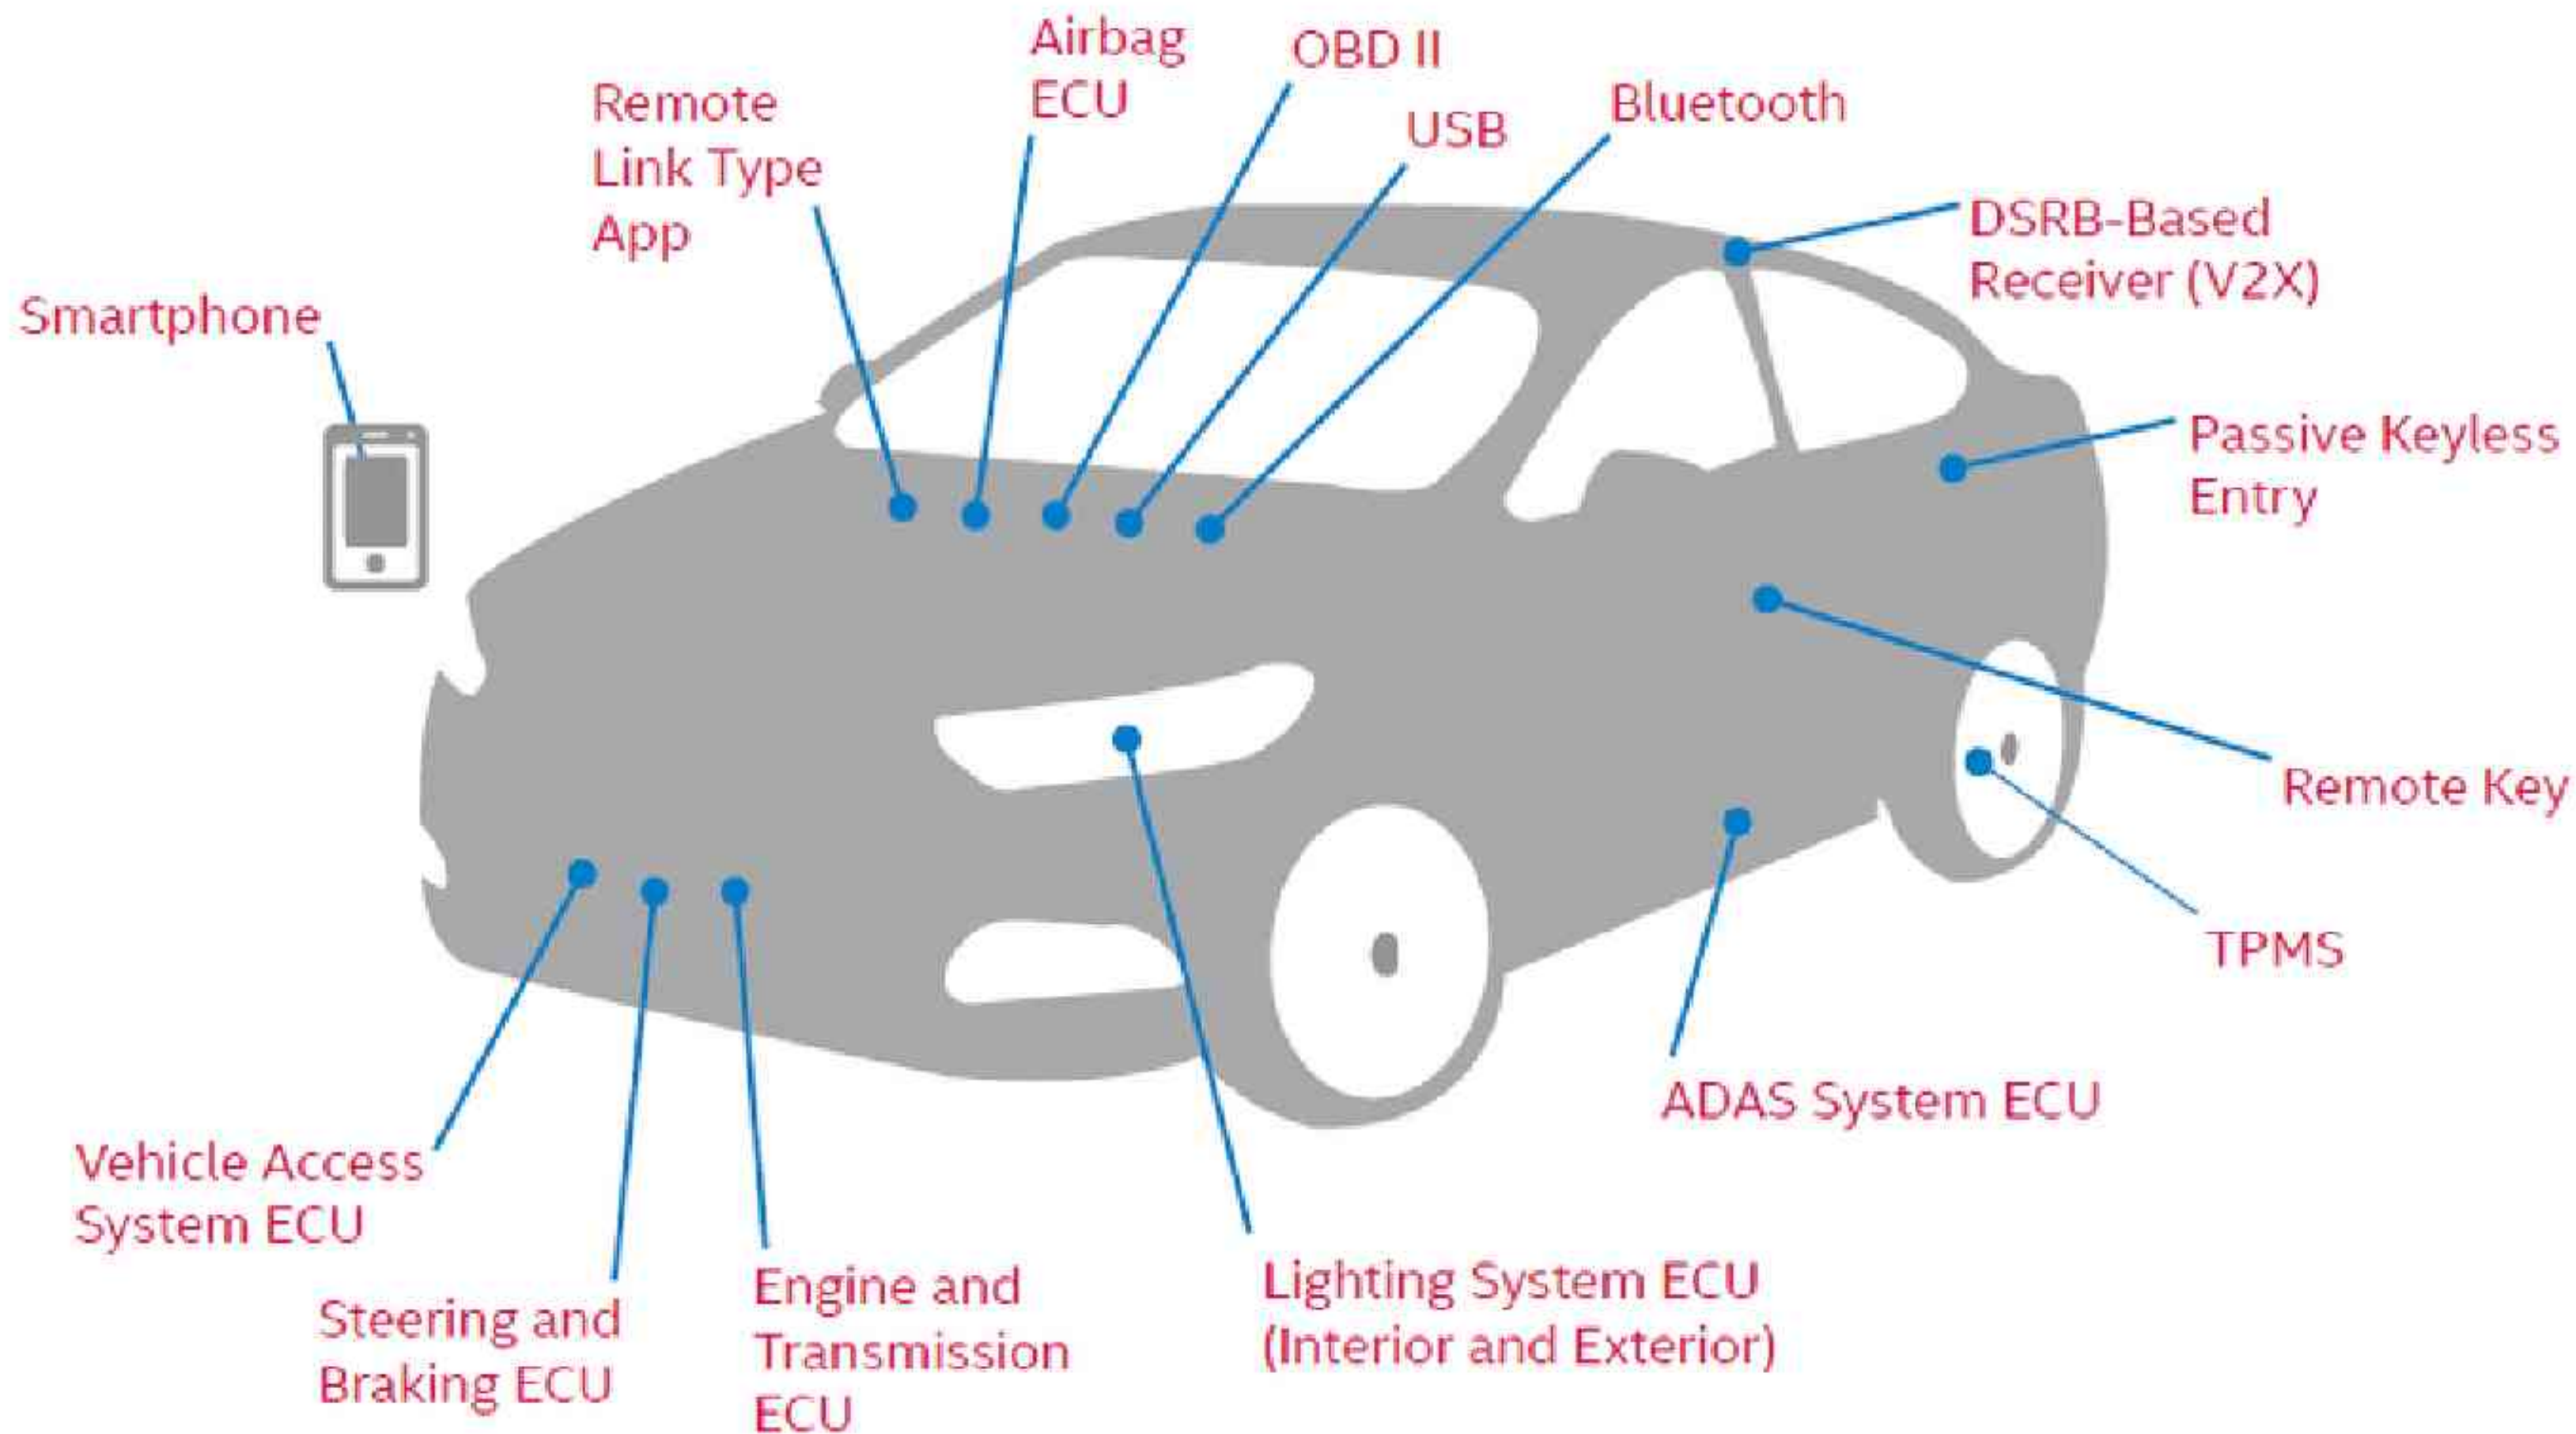 Airbag
ECU
OBD II
Remote
Link Type
App
USB
Bluetooth
DSRB-Based
Receiver (V2X)
Smartphone
Passive Keyless
Entry
Remote Key
TPMS
ADAS System ECU
Vehicle Access
System ECU
Steering and
Braking ECU
Engine and
Transmission
ECU
Lighting System ECU
(Interior and Exterior)